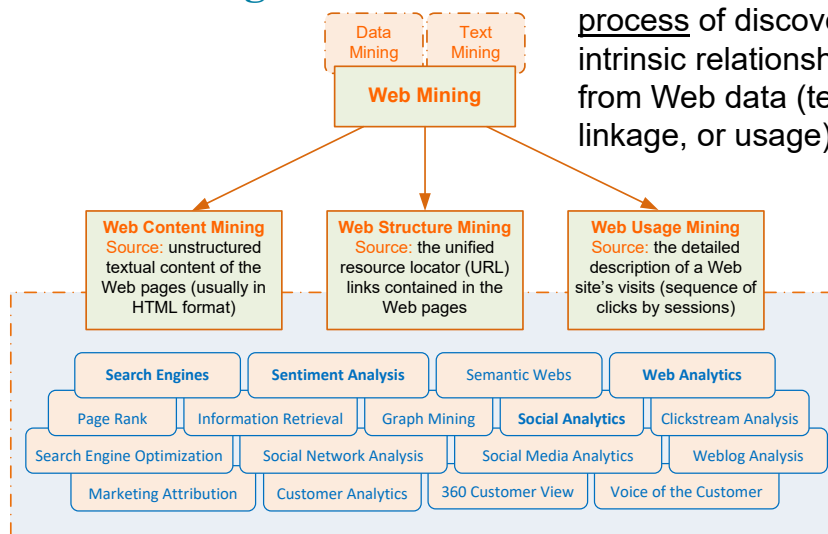 Data
Mining
Text
Mining
Web Mining
process of discove
intrinsic relationsh
from Web data (te
linkage, or usage)
Web Content Mining
Source: unstructured
textual content of the
Web pages (usually in
HTML format)
Web Structure Mining
Source: the unified
resource locator (URL)
links contained in the
Web pages
Web Usage Mining
Source: the detailed
description of a Web
site's visits (sequence of
clicks by sessions)
Search Engines
Sentiment Analysis
Semantic Webs
Web Analytics
Page Rank
Information Retrieval
Graph Mining
Social Analytics
Clickstream Analysis
Search Engine Optimization
Social Network Analysis
Social Media Analytics
Weblog Analysis
Marketing Attribution
Customer Analytics
360 Customer View
Voice of the Customer